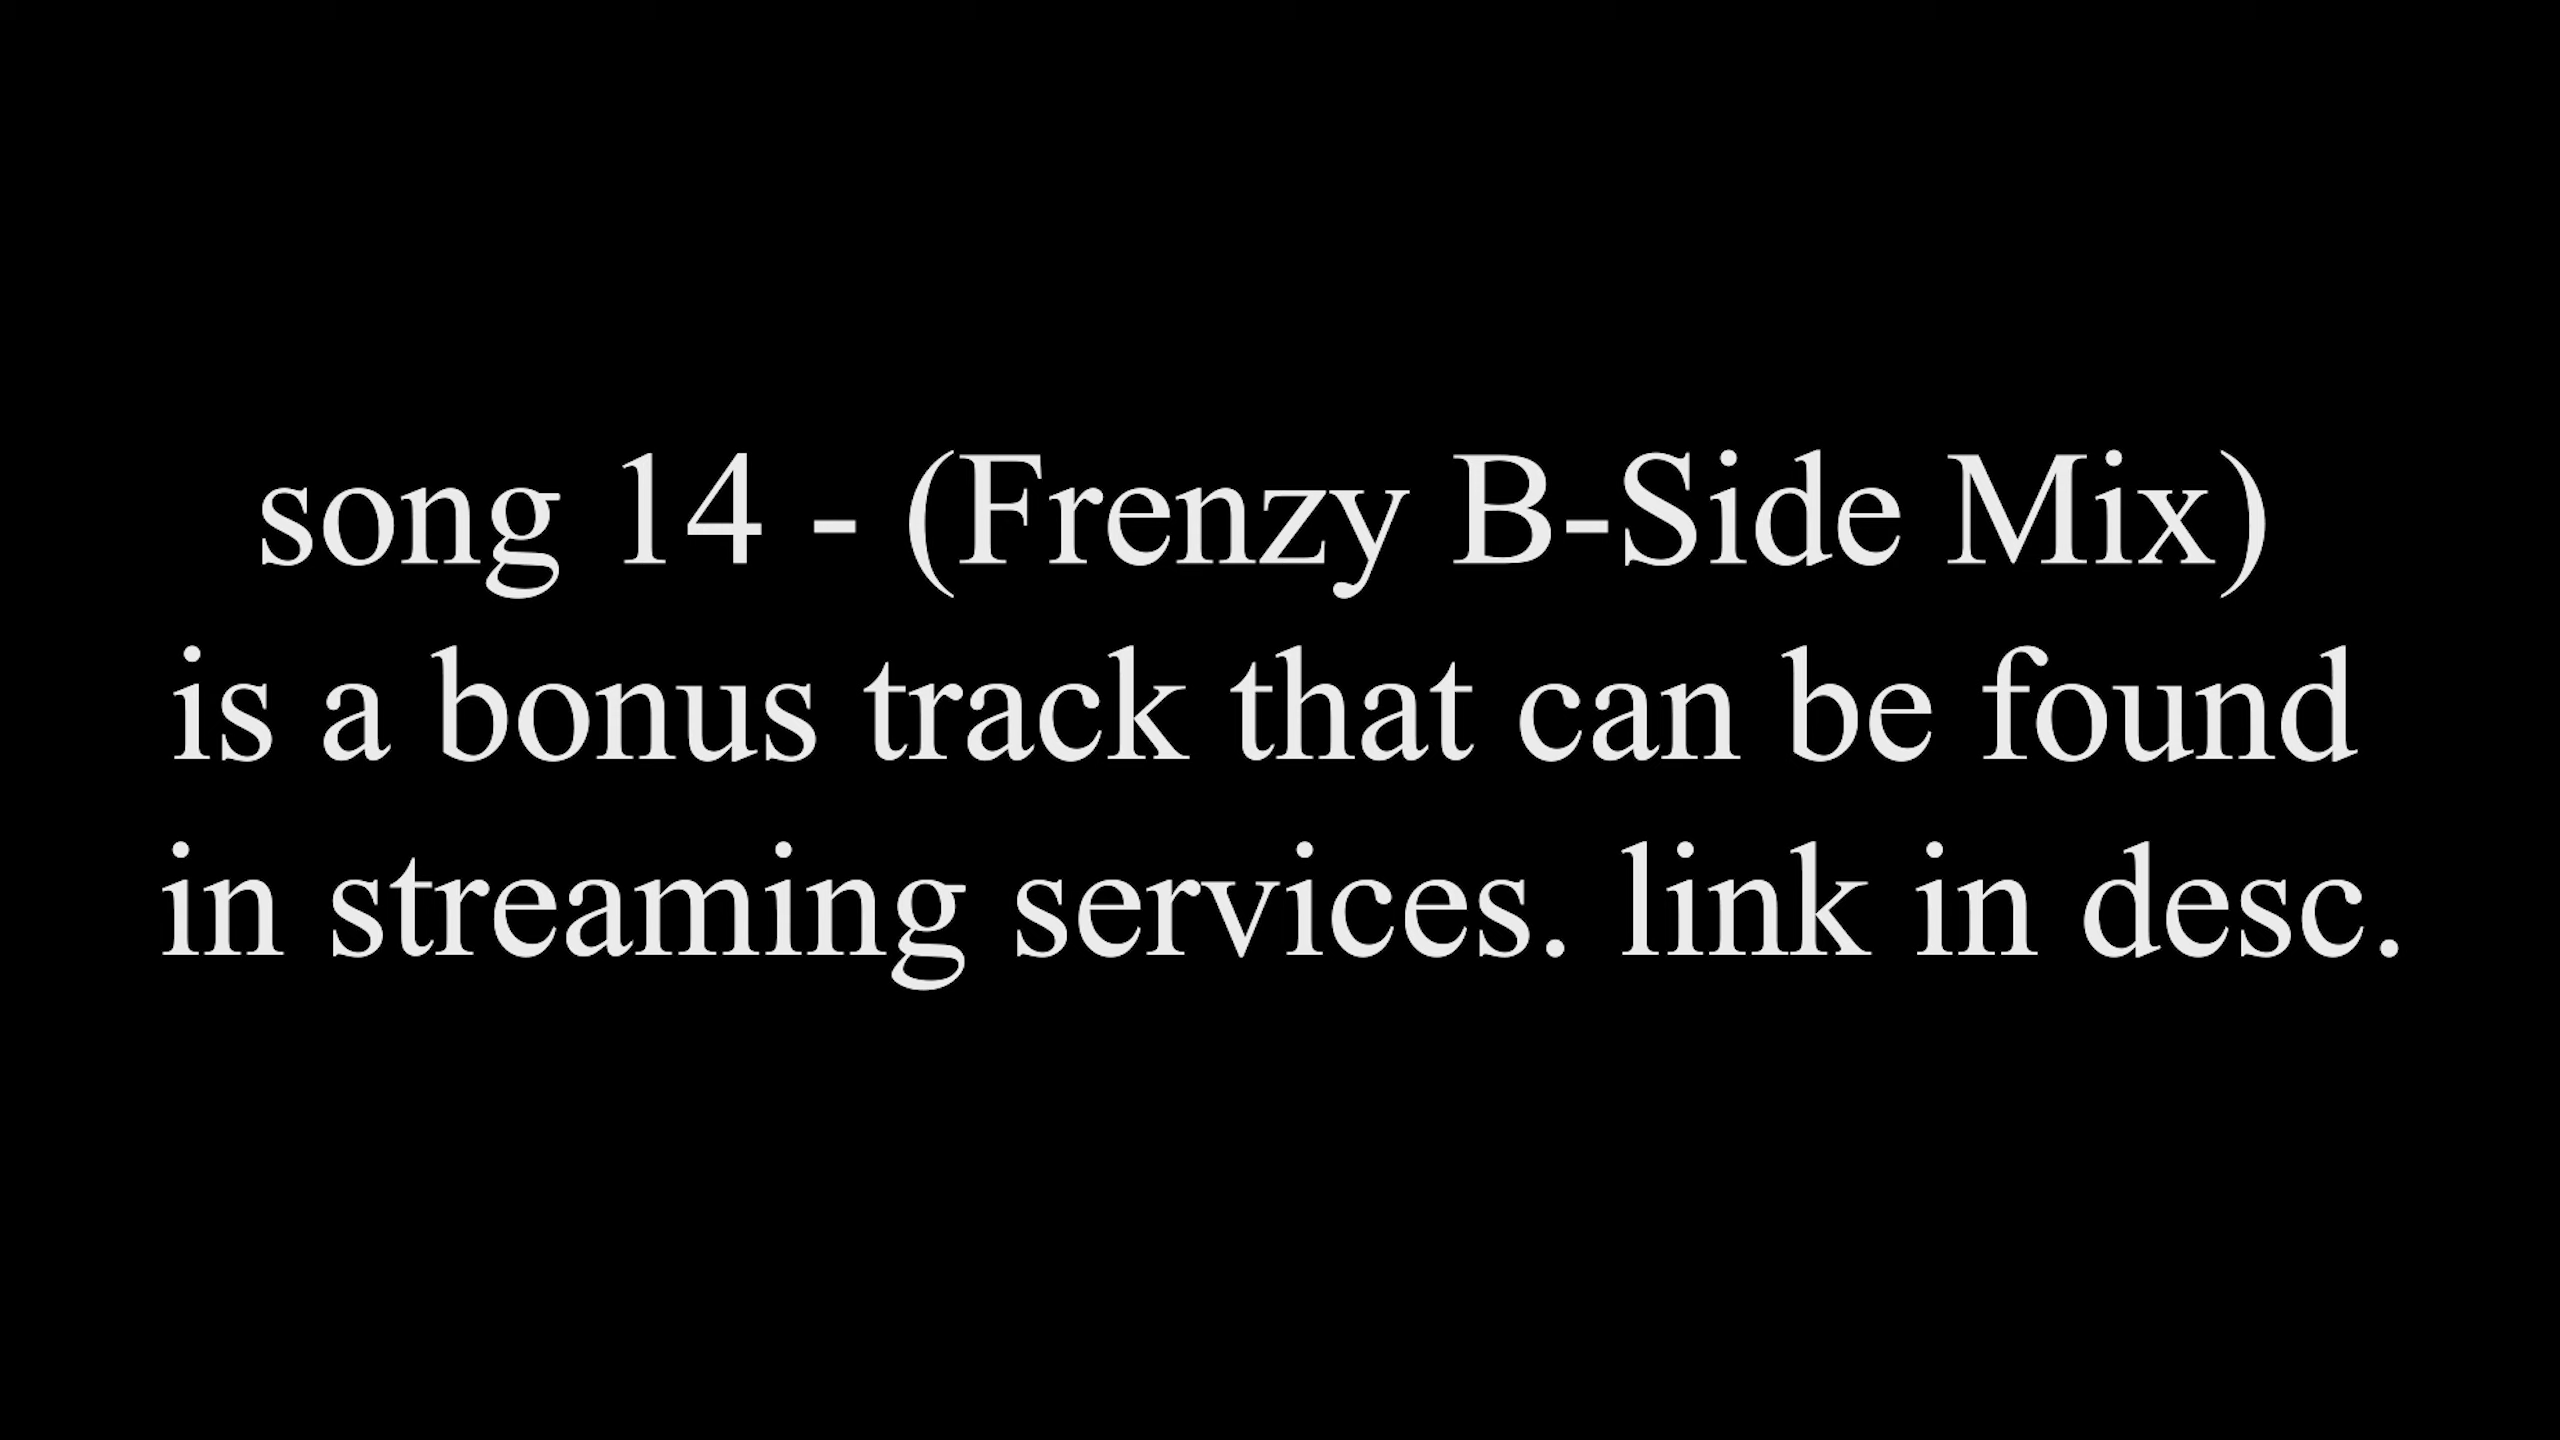 song 14 - (Frenzy B-Side Mix)
is a bonus track that can be found
in streaming services. link in desc.